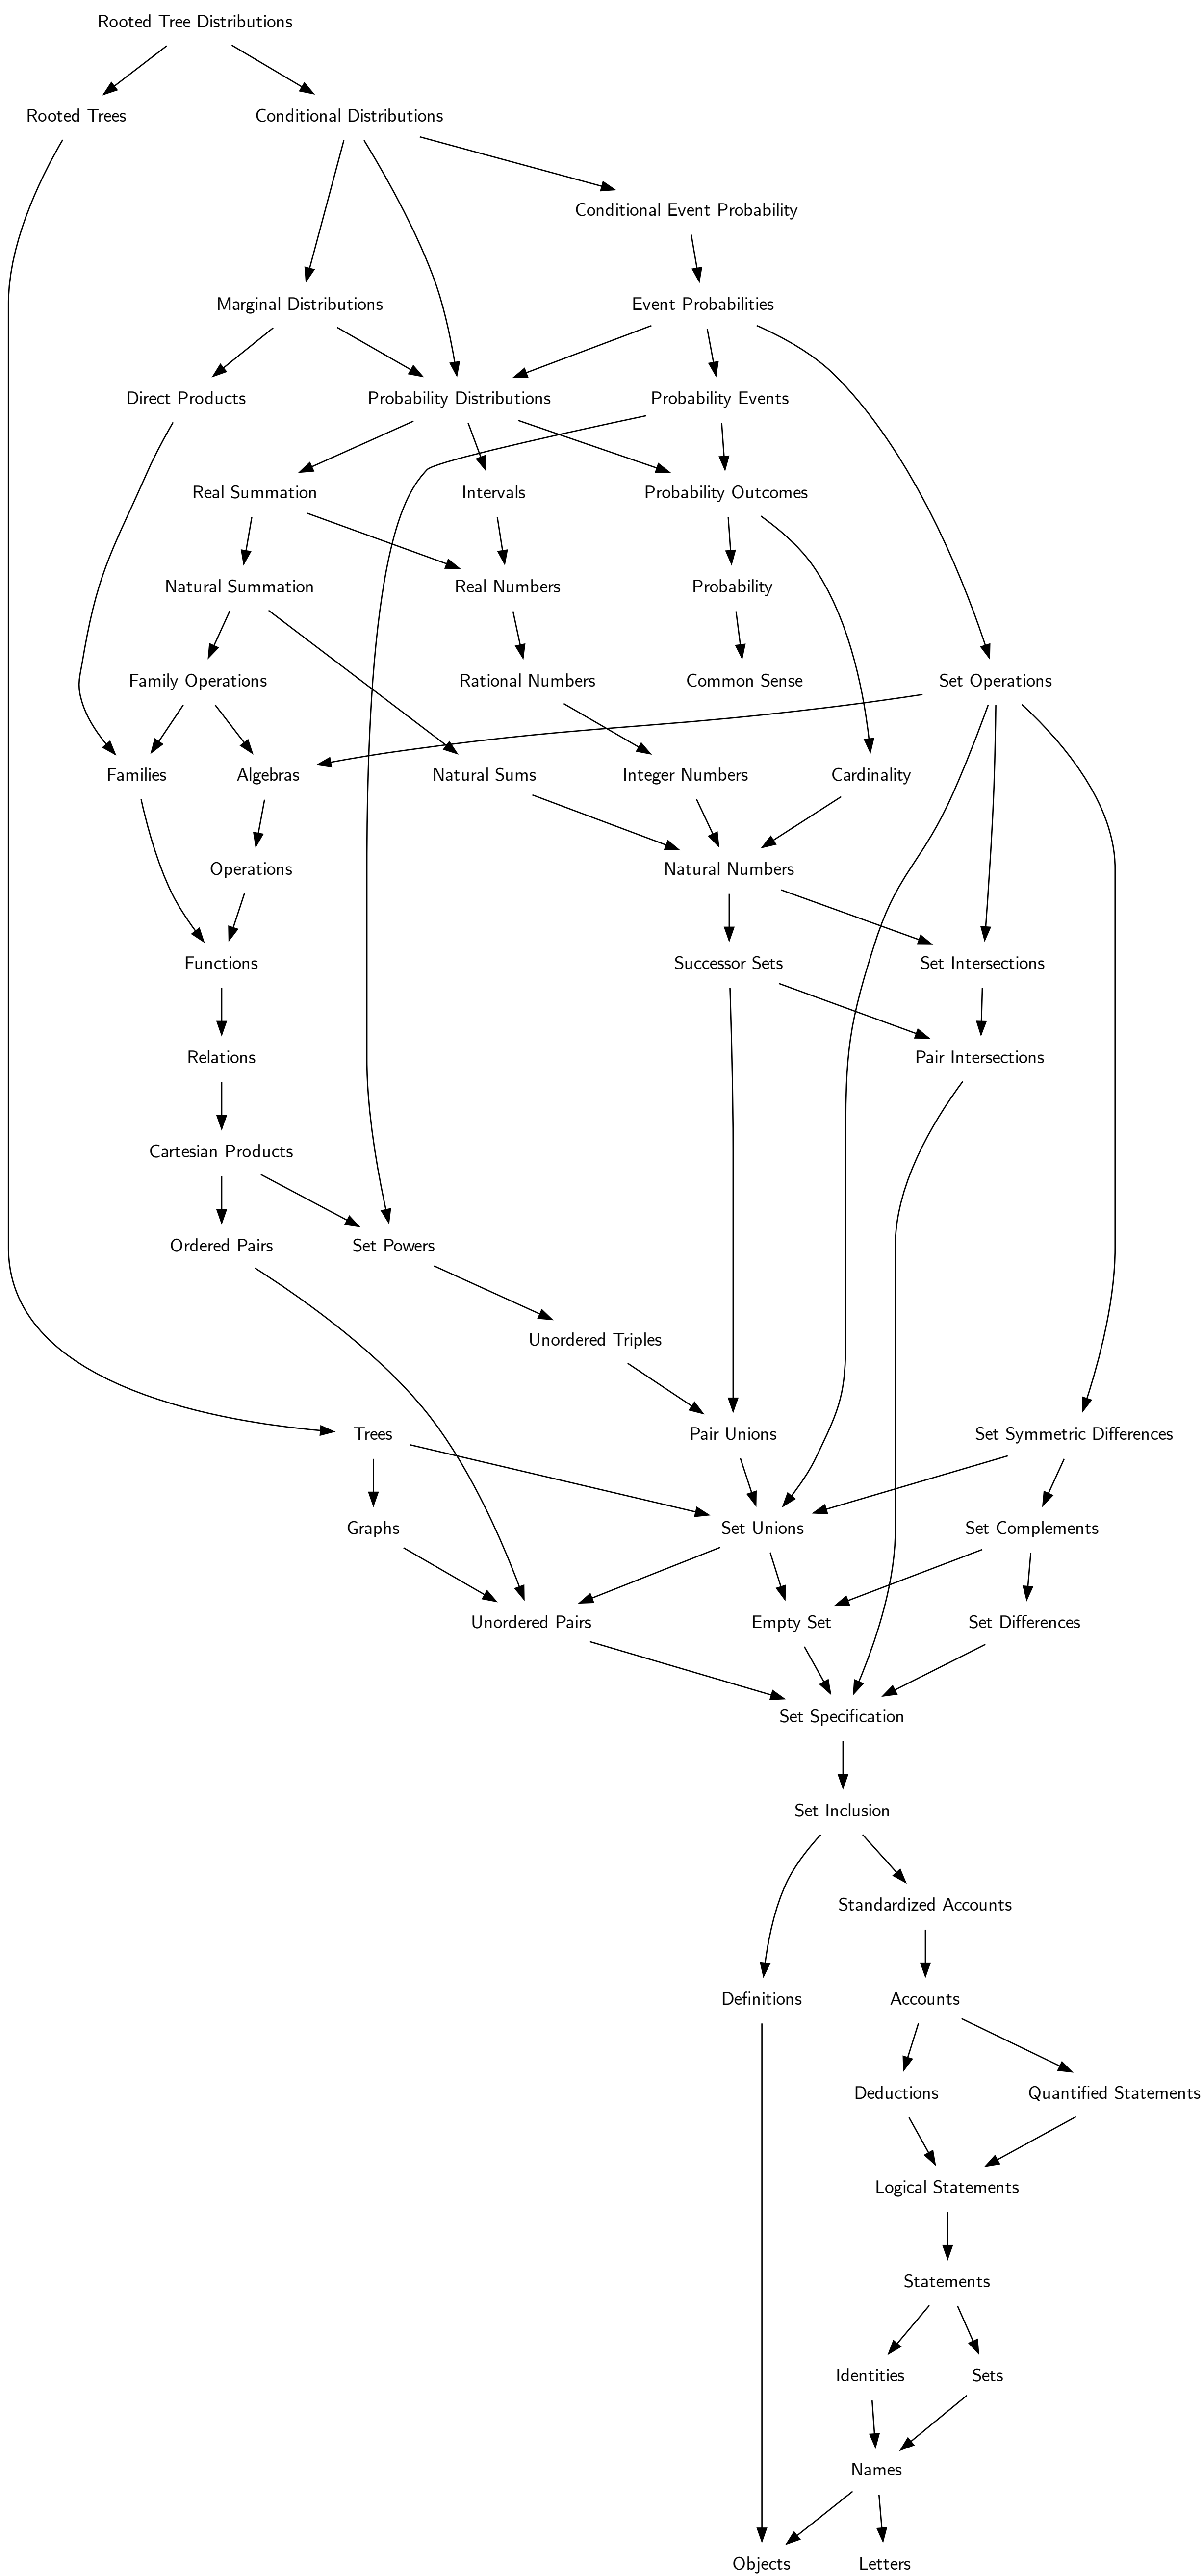 Rooted Tree Distributions
Rooted Trees
Conditional Distributions
Conditional Event Probability
Marginal Distributions
Event Probabilities
Direct Products
Probability Distributions
Probability Events
Real Summation
Intervals
Probability Outcomes
Natural Summation
Real Numbers
Probability
Family Operations
Rational Numbers
Common Sense
Set Operations
Families
Algebras
Natural Sums
Integer Numbers
Cardinality
Operations
Natural Numbers
Functions
Successor Sets
Set Intersections
Relations
Pair Intersections
Cartesian Products
Ordered Pairs
Set Powers
Unordered Triples
Trees
Pair Unions
Set Symmetric Differences
Graphs
Set Unions
Set Complements
Unordered Pairs
Empty Set
Set Differences
Set Specification
Set Inclusion
Standardized Accounts
Definitions
Accounts
Deductions
Quantified Statements
Logical Statements
Statements
Identities
Sets
Names
Objects
Letters